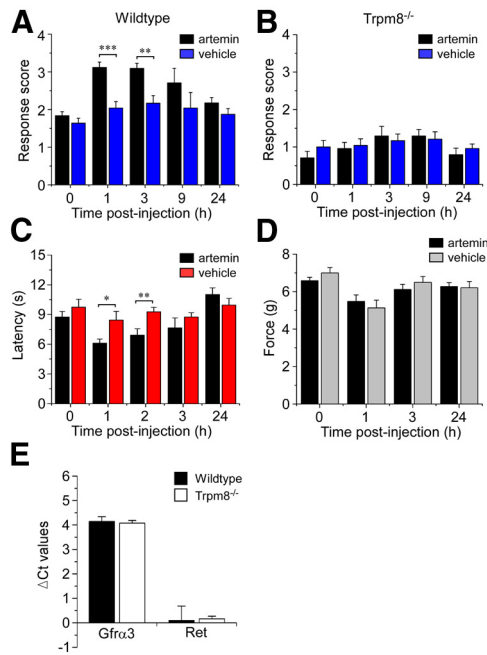 A
Wildtype
artemin
vehicle
***
**
Response score
4
3
2
1
0
0 1 3 9 24
Time post-injection (h)
B
Trpm8-/-
artemin
vehicle
Response score
4
3
2
1
0
0 1 3 9 24
Time post-injection (h)
C
artemin
vehicle
*
**
Latency (s)
15
12
9
6
3
0
0 1 2 3 24
Time post-injection (h)
D
artemin
vehicle
Force (g)
8
6
4
2
0
0 1 3 24
Time post-injection (h)
E
Wildtype
Trpm8-/-
ΔCt values
6
5
4
3
2
1
0
-1
Gfrα3 Ret